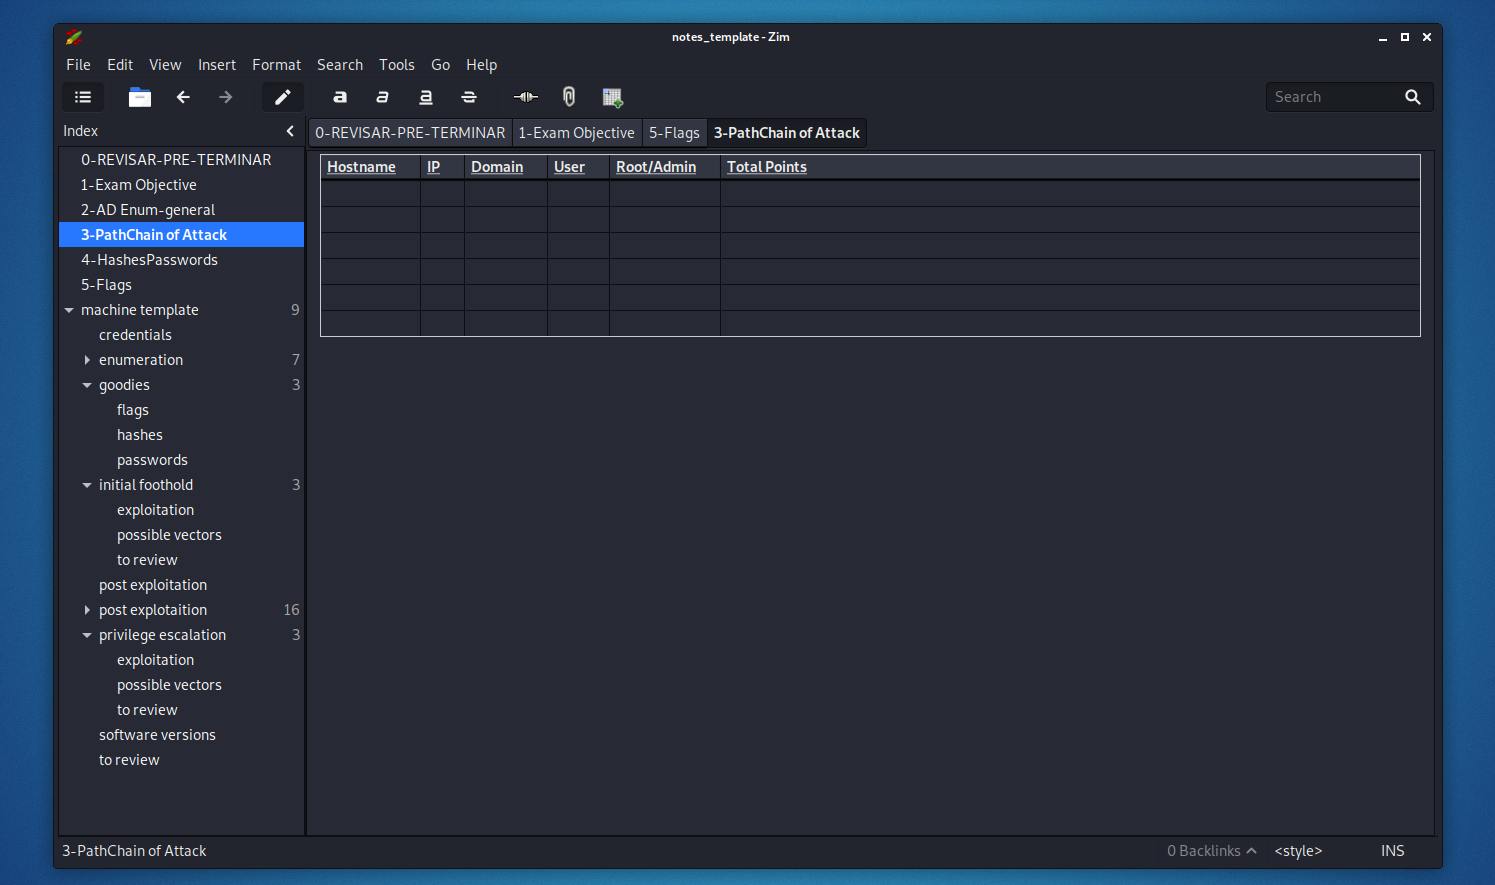 notes_template - Zim
File Edit View Insert Format Search Tools Go Help
a a a a Search
Index
0-REVISAR-PRE-TERMINAR 1-Exam Objective 5-Flags 3-PathChain of Attack
0-REVISAR-PRE-TERMINAR
1-Exam Objective
2-AD Enum-general
3-PathChain of Attack
4-HashesPasswords
5-Flags
machine template 9
credentials
enumeration 7
goodies 3
flags
hashes
passwords
initial foothold 3
exploitation
possible vectors
to review
post exploitation
post explotaition 16
privilege escalation 3
exploitation
possible vectors
to review
software versions
to review
Hostname IP Domain User Root/Admin Total Points
3-PathChain of Attack 0 Backlinks <style> INS